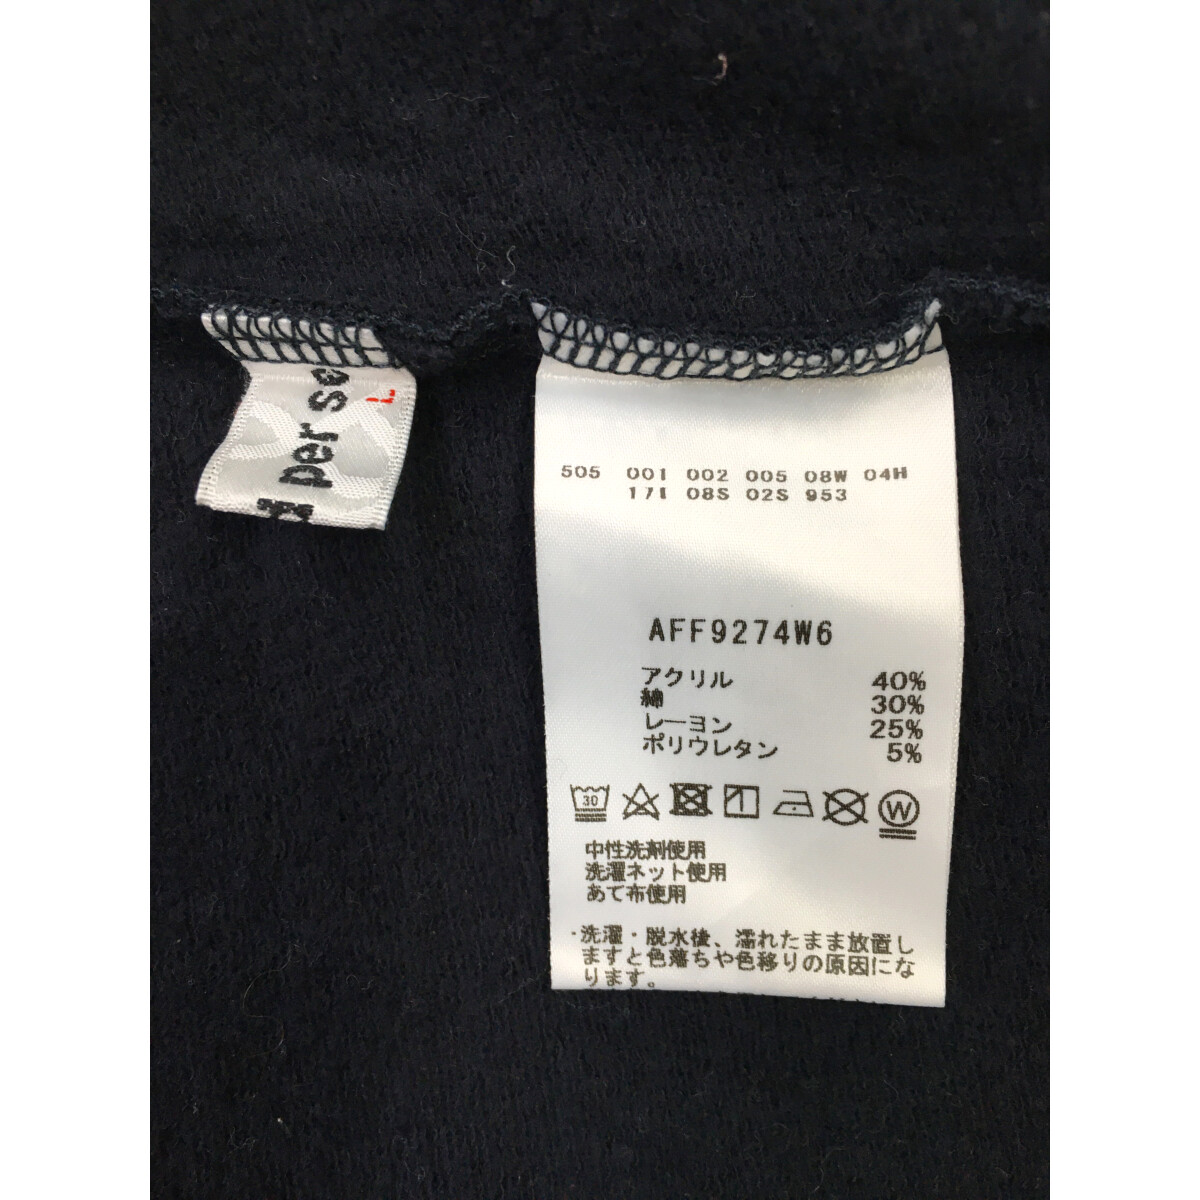 per se
L
505 001 002 005 08W 04H
17I 08S 02S 953
AFF9274W6
アクリル 40%
綿 30%
レーヨン 25%
ポリウレタン 5%
30
W
中性洗剤使用
洗濯ネット使用
あて布使用
・洗濯・脱水後、濡れたまま放置し
ますと色落ちや色移りの原因にな
ります。